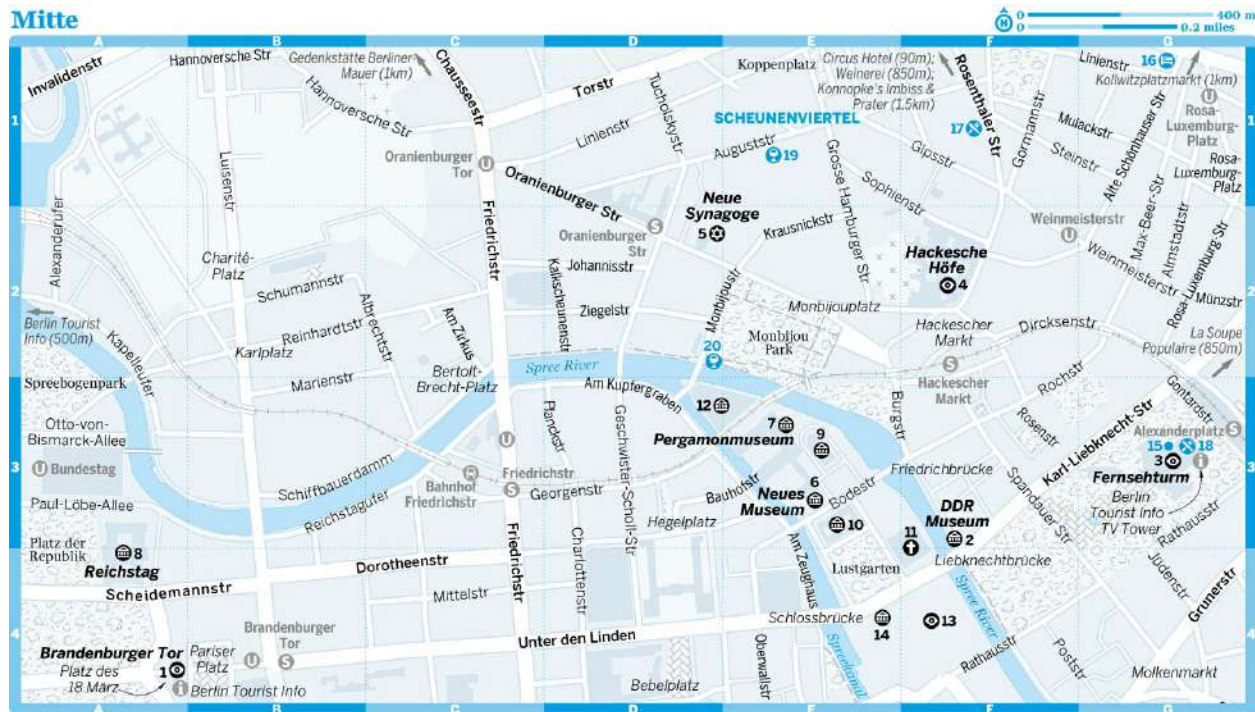 Mitte
0 400 m
N
0 0.2 miles
A B C D E F G
1
Invalidenstr
Hannoversche Str
Gedenkstätte Berliner
Mauer (1km)
Hannoversche Str
Chausseestr
Torstr
Linienstr
Tucholskystr
Koppenplatz
Circus Hotel (90m);
Weinerei (850m);
Konnopke's Imbiss &
Prater (1.5km)
Rosenthaler Str
Linienstr
16
Kollwitzplatzmarkt (1km)
U
Rosa-
Luxemburg-
Platz
1
SCHEUNENVIERTEL
17
Gormannstr
Mulackstr
Steinstr
Alte Schönhauser Str
Rosa-
Luxemburg-
Platz
Auguststr
19
Gipsstr
Sophienstr
Grosse Hamburger Str
Luisenstr
Oranienburger
Tor
U
Oranienburger Str
Alexanderufer
Friedrichstr
Neue
Synagoge
5
Krausnickstr
Oranienburger
Str
S
Weinmeisterstr
U
Max-Beer-Str
Almstadtstr
Weinmeisterstr
Rosa-Luxemburg-Str
Münzstr
Hackesche
Höfe
4
2
Charité-
Platz
Schumannstr
Johannisstr
Kalkscheunenstr
Ziegelstr
Monbijoustr
Monbijouplatz
Monbijou
Park
Hackescher
Markt
Dircksenstr
2
Berlin Tourist
Info (500m)
Kapelleufer
Karlplatz
Reinhardtstr
Albrechtstr
Am Zirkus
Marienstr
Bertolt-
Brecht-Platz
Spree River
20
S
Hackescher
Markt
La Soupe
Populaire (850m)
Spreebogenpark
Am Kupfergraben
12
7
Pergamonmuseum
9
Burgstr
Rochstr
Rosenstr
Karl-Liebknecht-Str
Gontardstr
Alexanderplatz
S
15 18
3
Fernsehturm
Berlin
Tourist Info
TV Tower
Otto-von-
Bismarck-Allee
3
U Bundestag
Paul-Löbe-Allee
Schiffbauerdamm
Reichstagufer
Planckstr
Geschwister-Scholl-Str
U
Bahnhof
Friedrichstr
Friedrichstr
S
Georgenstr
Bauhofstr
Hegelplatz
Neues
Museum
6
Bodestr
10
Friedrichbrücke
DDR
Museum
2
11
Spandauer Str
Rathausstr
3
Platz der
Republik
8
Reichstag
Dorotheenstr
Friedrichstr
Charlottenstr
Am Zeughaus
Lustgarten
Liebknechtbrücke
Spree River
Jüdenstr
Grunerstr
Scheidemannstr
Mittelstr
4
Brandenburger
Tor
U S
Unter den Linden
Schlossbrücke
14
13
Rathausstr
Poststr
Molkenmarkt
4
Brandenburger Tor
Platz des
18 März
1
Pariser
Platz
Berlin Tourist Info
Bebelplatz
Oberwallstr
Spreekanal
A B C D E F G